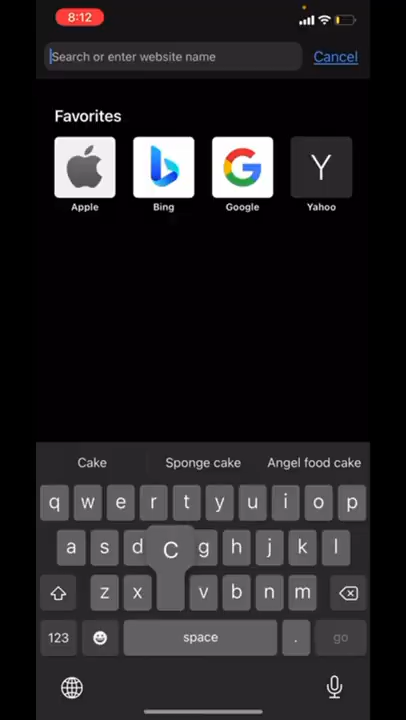 8:12
Search or enter website name Cancel
Favorites
Y
Apple Bing Google Yahoo
Cake Sponge cake Angel food cake
q w e r t y u i o p
a s d C g h j k l
z x v b n m
123 space . go